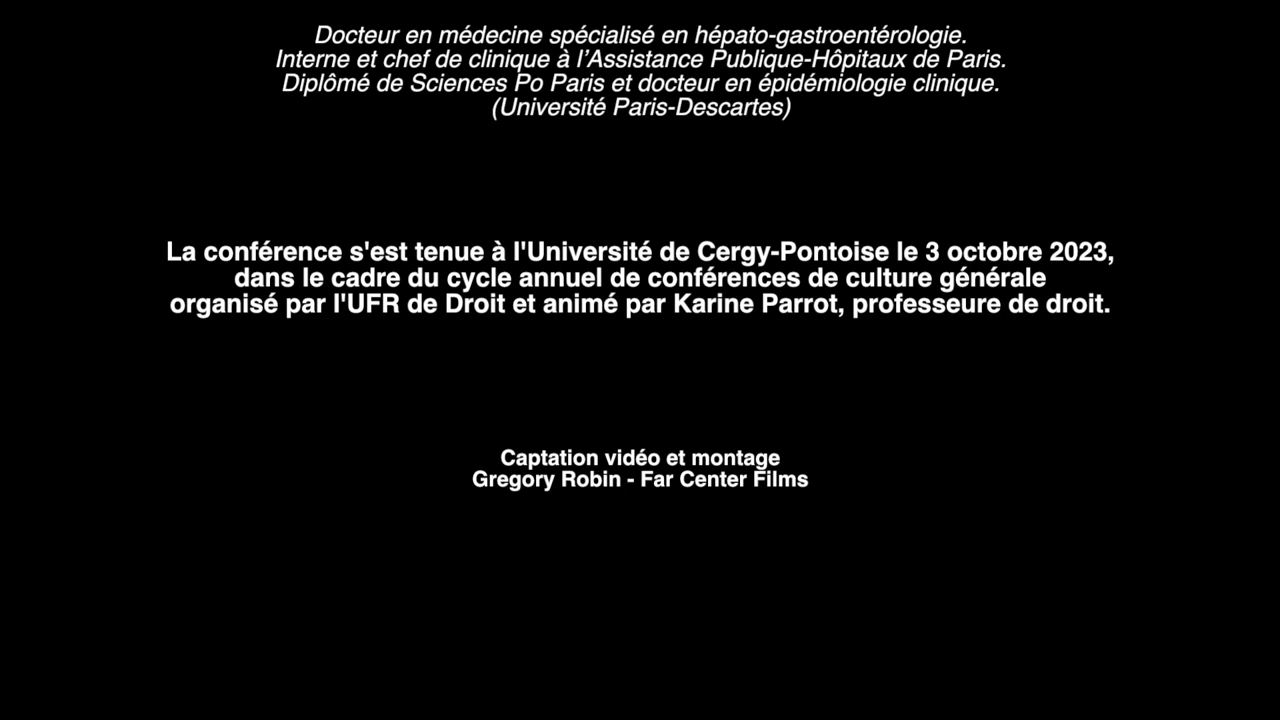 Docteur en médecine spécialisé en hépato-gastroentérologie.
Interne et chef de clinique à l’Assistance Publique-Hôpitaux de Paris.
Diplômé de Sciences Po Paris et docteur en épidémiologie clinique.
(Université Paris-Descartes)
La conférence s'est tenue à l'Université de Cergy-Pontoise le 3 octobre 2023,
dans le cadre du cycle annuel de conférences de culture générale
organisé par l'UFR de Droit et animé par Karine Parrot, professeure de droit.
Captation vidéo et montage
Gregory Robin - Far Center Films